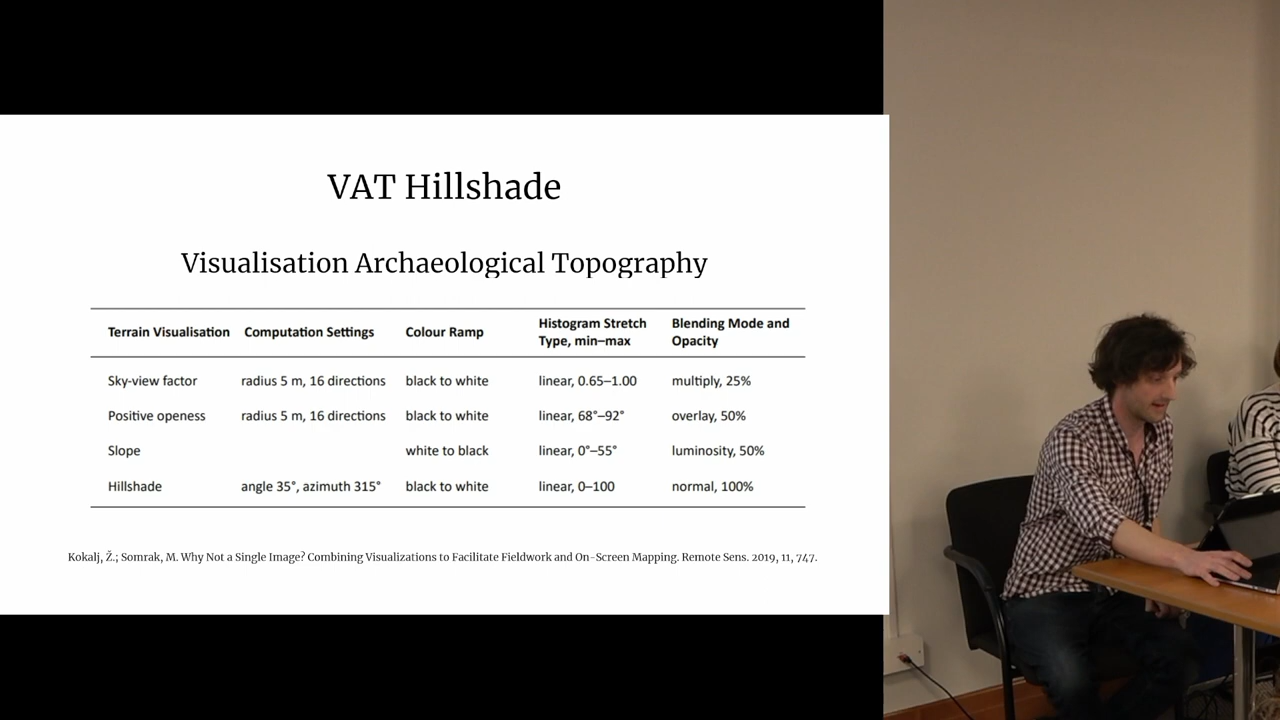 VAT Hillshade
Visualisation Archaeological Topography
Terrain Visualisation Computation Settings Colour Ramp Histogram Stretch Type, min–max Blending Mode and Opacity
Sky-view factor radius 5 m, 16 directions black to white linear, 0.65–1.00 multiply, 25%
Positive openess radius 5 m, 16 directions black to white linear, 68°–92° overlay, 50%
Slope white to black linear, 0°–55° luminosity, 50%
Hillshade angle 35°, azimuth 315° black to white linear, 0–100 normal, 100%
Kokalj, Ž.; Somrak, M. Why Not a Single Image? Combining Visualizations to Facilitate Fieldwork and On-Screen Mapping. Remote Sens. 2019, 11, 747.